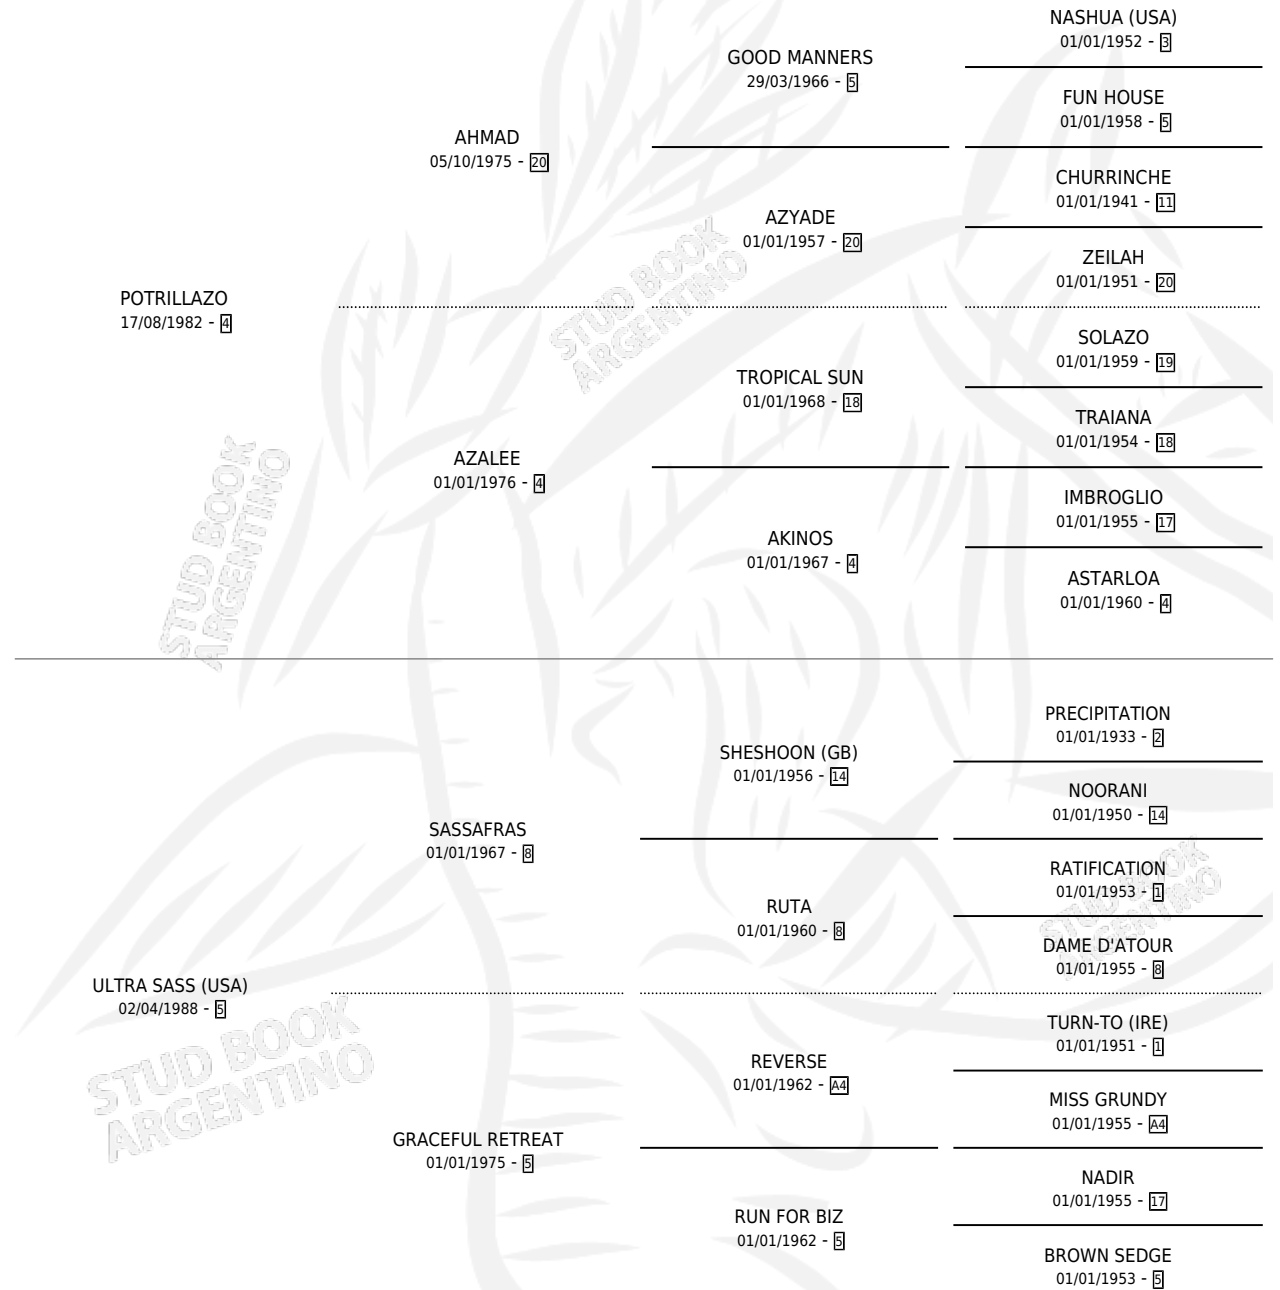 NASHUA (USA)
01/01/1952 - 3
GOOD MANNERS
29/03/1966 - 5
FUN HOUSE
01/01/1958 - 5
AHMAD
05/10/1975 - 20
CHURRINCHE
01/01/1941 - 11
AZYADE
01/01/1957 - 20
ZEILAH
01/01/1951 - 20
POTRILLAZO
17/08/1982 - 4
SOLAZO
01/01/1959 - 19
TROPICAL SUN
01/01/1968 - 18
TRAIANA
01/01/1954 - 18
AZALEE
01/01/1976 - 4
IMBROGLIO
01/01/1955 - 17
AKINOS
01/01/1967 - 4
ASTARLOA
01/01/1960 - 4
STUD BOOK
ARGENTINO
STUD BOOK
ARGENTINO
PRECIPITATION
01/01/1933 - 2
SHESHOON (GB)
01/01/1956 - 14
NOORANI
01/01/1950 - 14
SASSAFRAS
01/01/1967 - 8
RATIFICATION
01/01/1953 - 1
RUTA
01/01/1960 - 8
DAME D'ATOUR
01/01/1955 - 8
ULTRA SASS (USA)
02/04/1988 - 5
TURN-TO (IRE)
01/01/1951 - 1
REVERSE
01/01/1962 - A4
MISS GRUNDY
01/01/1955 - A4
GRACEFUL RETREAT
01/01/1975 - 5
NADIR
01/01/1955 - 17
RUN FOR BIZ
01/01/1962 - 5
BROWN SEDGE
01/01/1953 - 5
STUD BOOK
ARGENTINO
STUD BOOK
ARGENTINO